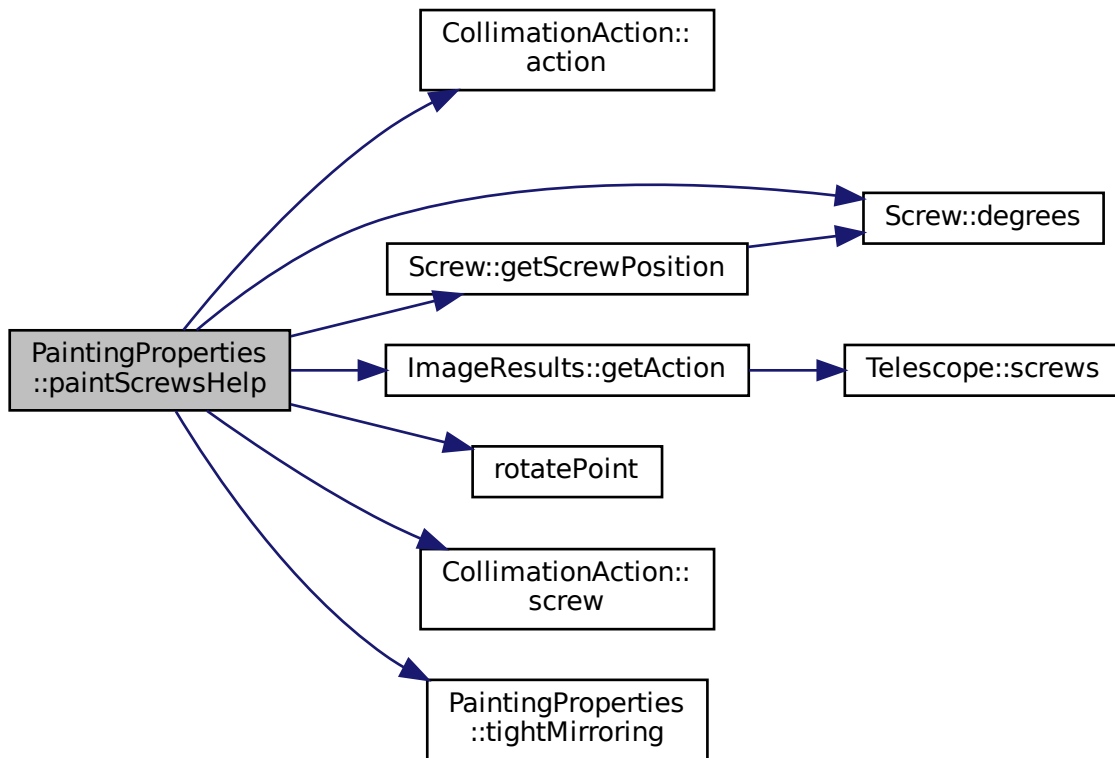 PaintingProperties
::paintScrewsHelp
CollimationAction::
action
Screw::degrees
Screw::getScrewPosition
ImageResults::getAction
Telescope::screws
rotatePoint
CollimationAction::
screw
PaintingProperties
::tightMirroring